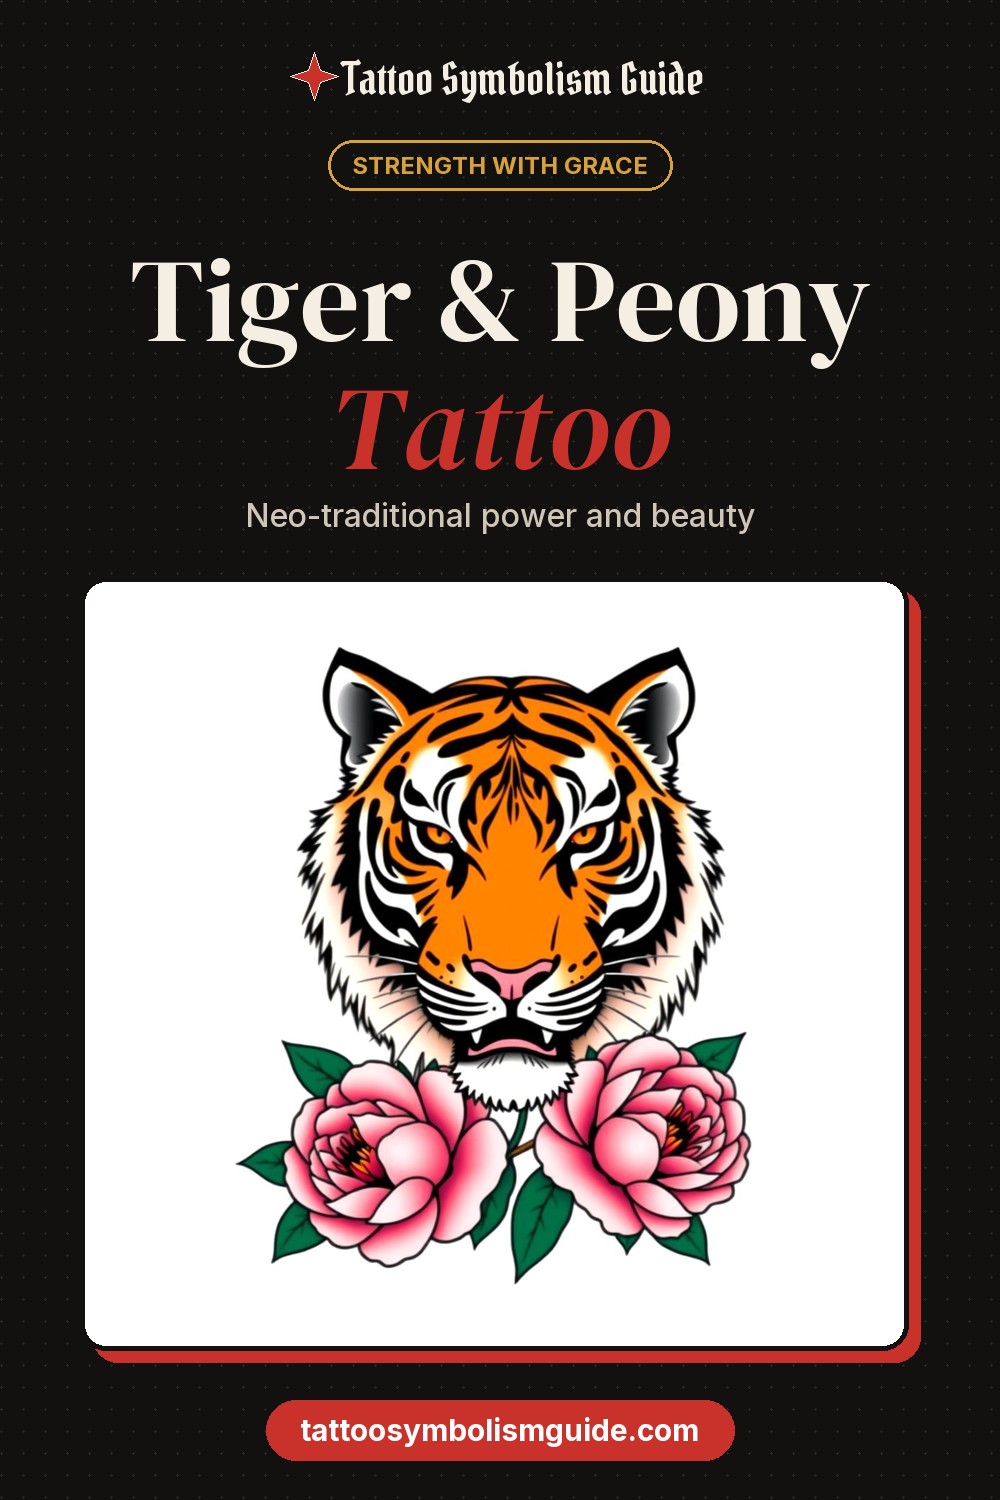 Tattoo Symbolism Guide
STRENGTH WITH GRACE
Tiger & Peony
Tattoo
Neo-traditional power and beauty
tattoosymbolismguide.com